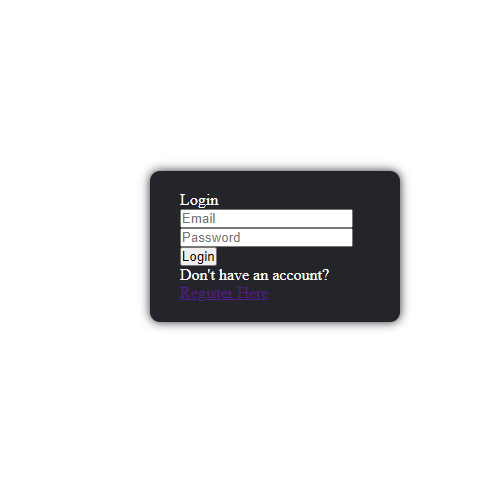 Login
Email
Password
Login
Don't have an account?
Register Here